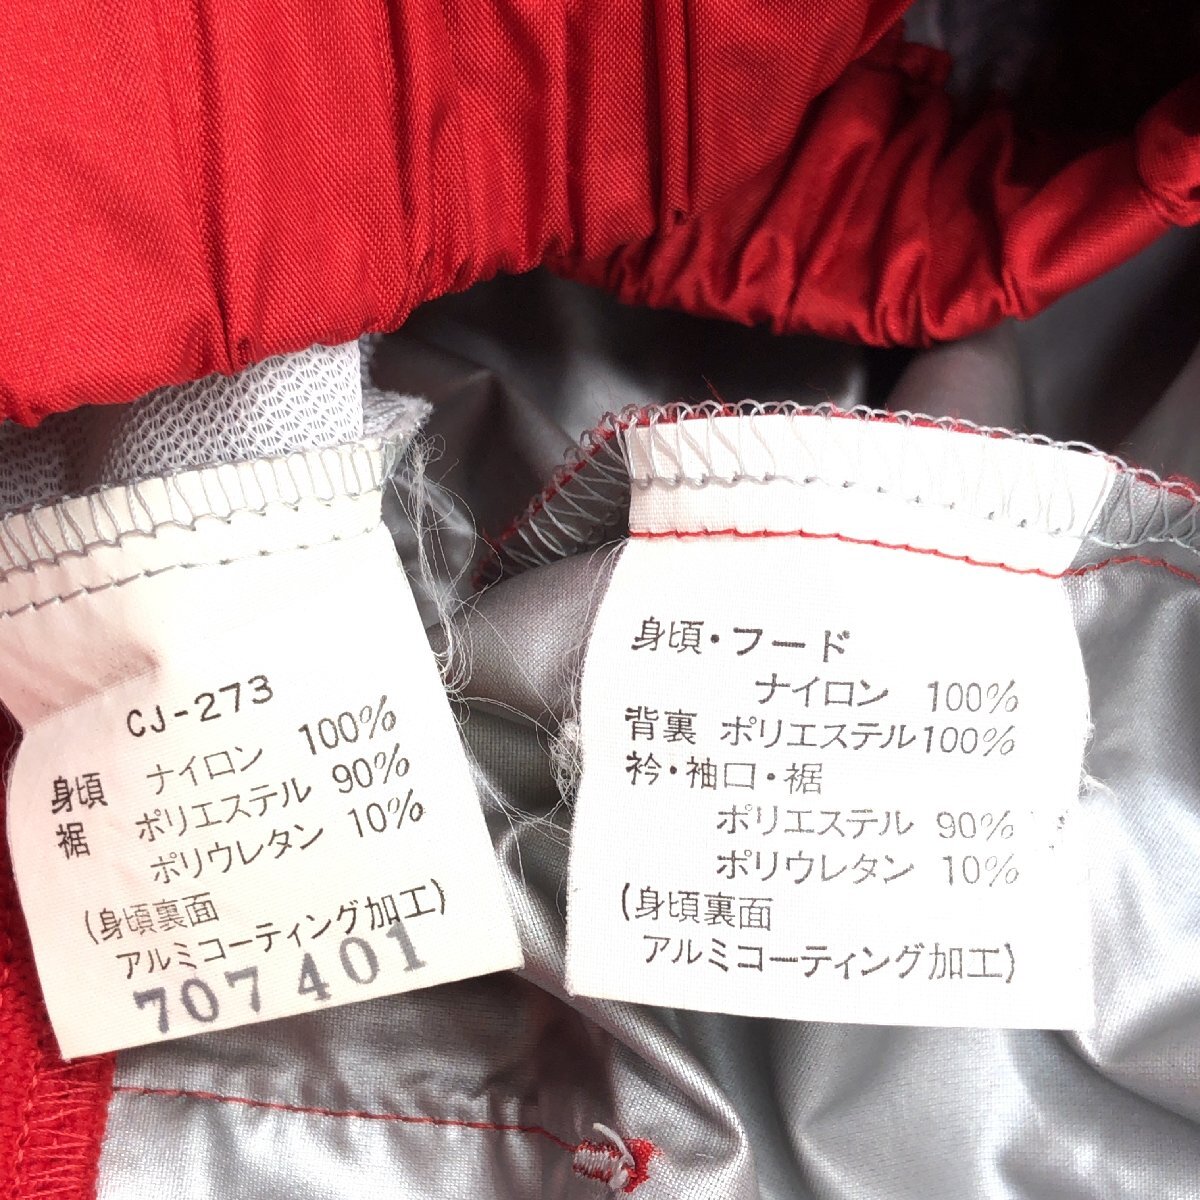 CJ-273
身頃 ナイロン 100%
裾 ポリエステル 90%
ポリウレタン 10%
(身頃裏面
アルミコーティング加工)
707401
身頃・フード
ナイロン 100%
背裏 ポリエステル100%
衿・袖口・裾
ポリエステル 90%
ポリウレタン 10%
(身頃裏面
アルミコーティング加工)